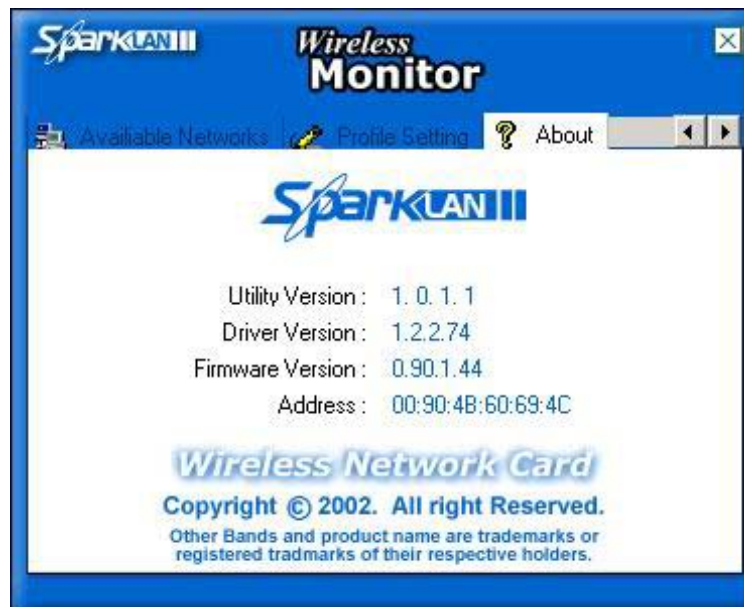 SparkLAN
Wireless
Monitor
Availiable Networks Profile Setting About
SparkLAN
Utility Version : 1. 0. 1. 1
Driver Version : 1.2.2.74
Firmware Version : 0.90.1.44
Address : 00:90:4B:60:69:4C
Wireless Network Card
Copyright © 2002. All right Reserved.
Other Bands and product name are trademarks or
registered tradmarks of their respective holders.